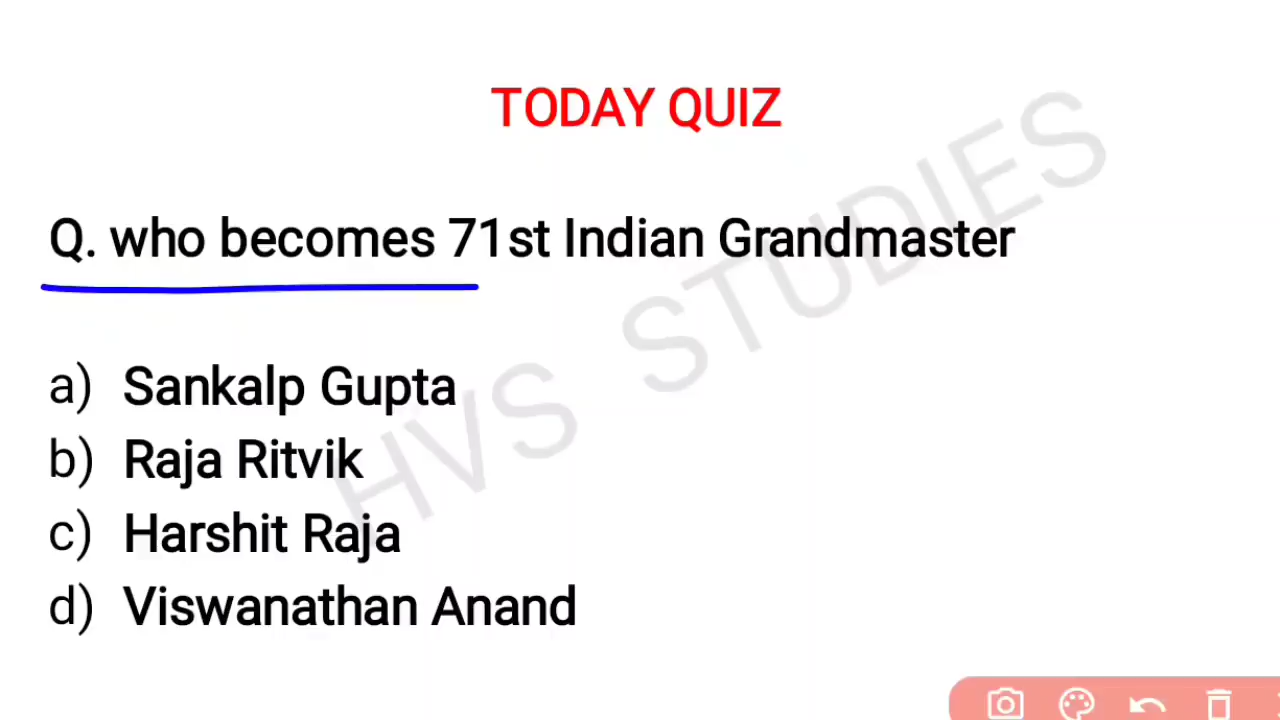 TODAY QUIZ
Q. who becomes 71st Indian Grandmaster
a) Sankalp Gupta
b) Raja Ritvik
c) Harshit Raja
d) Viswanathan Anand
HVS STUDIES